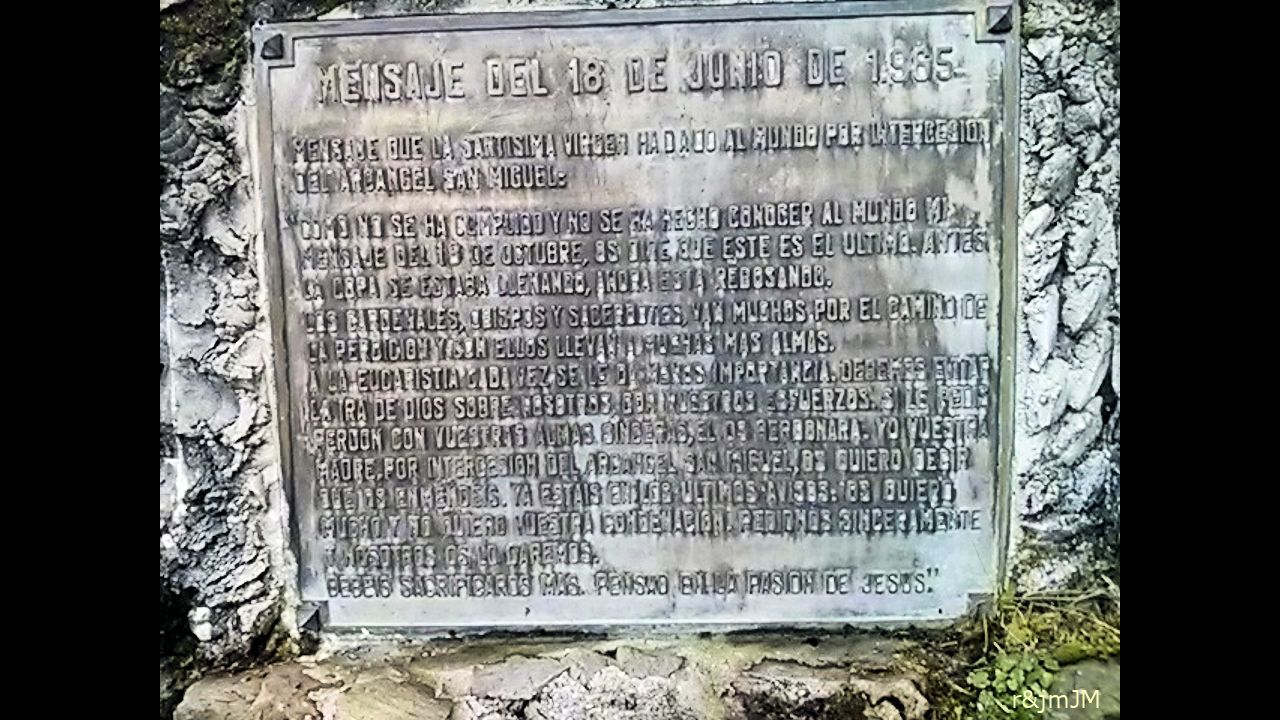 MENSAJE DEL 18 DE JUNIO DE 1.965
MENSAJE QUE LA SANTISIMA VIRGEN HA DADO AL MUNDO POR INTERCESION
DEL ARCANGEL SAN MIGUEL:
"COMO NO SE HA CUMPLIDO Y NO SE HA HECHO CONOCER AL MUNDO MI
MENSAJE DEL 18 DE OCTUBRE, OS DIRE QUE ESTE ES EL ULTIMO. ANTES
LA COPA SE ESTABA LLENANDO, AHORA ESTA REBOSANDO.
LOS CARDENALES, OBISPOS Y SACERDOTES, VAN MUCHOS POR EL CAMINO DE
LA PERDICION Y SON ELLOS LLEVAN A MUCHAS MAS ALMAS.
A LA EUCARISTIA CADA VEZ SE LE DA MENOS IMPORTANCIA. DEBEMOS EVITAR
LA IRA DE DIOS SOBRE NOSOTROS, CON NUESTROS ESFUERZOS. SI LE PEDIS
PERDON CON VUESTRAS ALMAS SINCERAS, EL OS PERDONARA. YO VUESTRA
MADRE, POR INTERCESION DEL ARCANGEL SAN MIGUEL, OS QUIERO DECIR
QUE OS ENMENDEIS. YA ESTAIS EN LOS ULTIMOS AVISOS. OS QUIERO
MUCHO Y NO QUIERO VUESTRA CONDENACION. PEDIDNOS SINCERAMENTE
Y NOSOTROS OS LO DAREMOS.
DEBEIS SACRIFICAROS MAS. PENSAD EN LA PASION DE JESUS."
r&jmJM